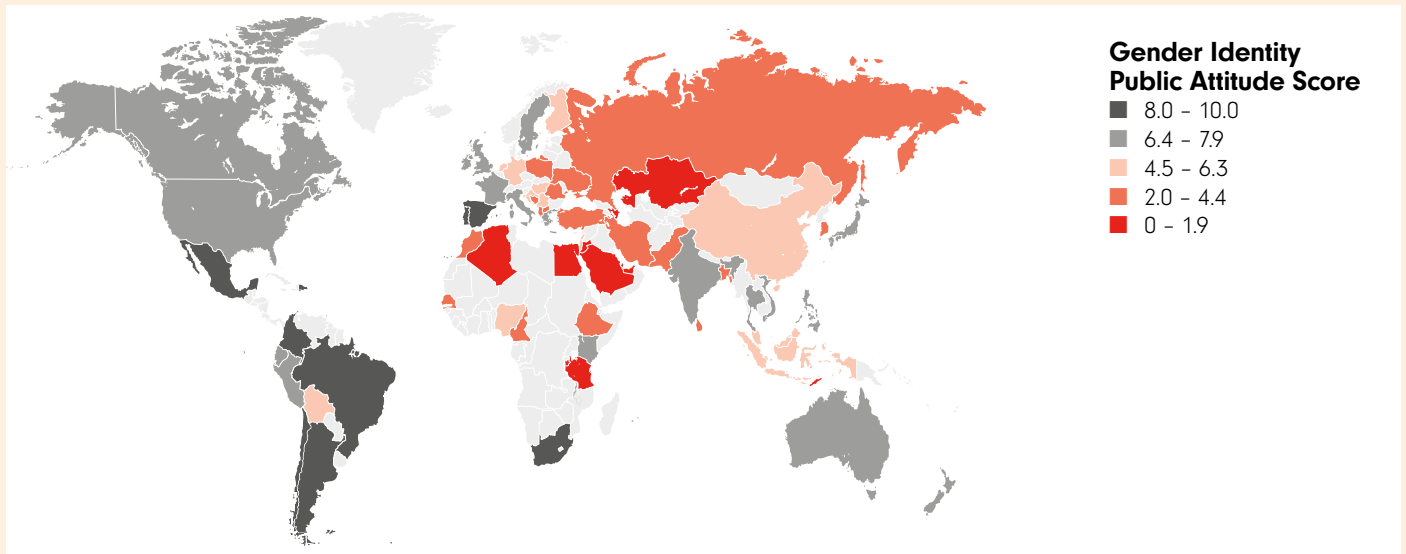 Gender Identity
Public Attitude Score
8.0 – 10.0
6.4 – 7.9
4.5 – 6.3
2.0 – 4.4
0 – 1.9